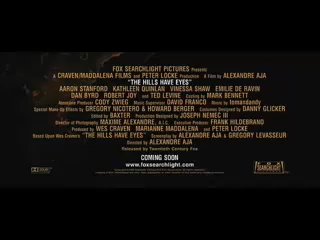 FOX SEARCHLIGHT PICTURES Presents
A CRAVEN/MADDALENA FILMS and PETER LOCKE Production A Film by ALEXANDRE AJA
"THE HILLS HAVE EYES"
AARON STANFORD KATHLEEN QUINLAN VINESSA SHAW EMILIE DE RAVIN
DAN BYRD ROBERT JOY and TED LEVINE Casting by MARK BENNETT
Associate Producer CODY ZWIEG Music Supervisor DAVID FRANCO Music by tomandandy
Special Make Up Effects by GREGORY NICOTERO & HOWARD BERGER Costume Designer DANNY GLICKER
Edited by BAXTER Production Designer JOSEPH NEMEC III
Director of Photography MAXIME ALEXANDRE, A.I.C. Executive Producer FRANK HILDEBRAND
Produced by WES CRAVEN MARIANNE MADDALENA and PETER LOCKE
Based Upon Wes Craven's "THE HILLS HAVE EYES" Screenplay by ALEXANDRE AJA & GREGORY LEVASSEUR
Directed by ALEXANDRE AJA
Released by Twentieth Century Fox
COMING SOON
www.foxsearchlight.com
DOLBY
FOX
SEARCHLIGHT